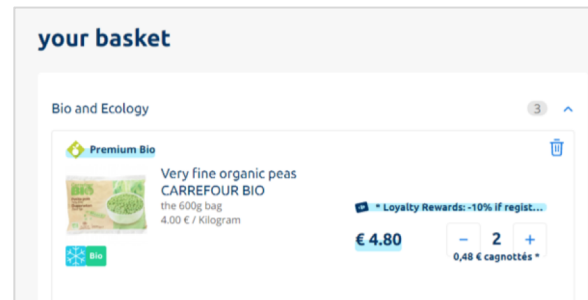 your basket
Bio and Ecology
3
Premium Bio
Very fine organic peas
CARREFOUR BIO
the 600g bag
4.00 € / Kilogram
BIO
Bio
* Loyalty Rewards: -10% if regist...
€ 4.80
− 2 +
0,48 € cagnottés *